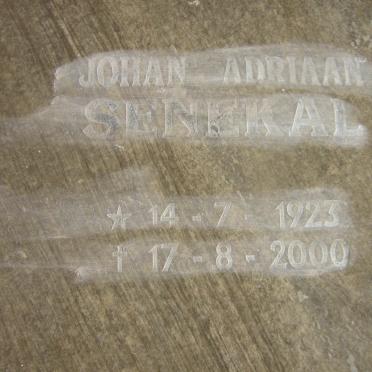 JOHAN ADRIAAN
SENEKAL
☆ 14 - 7 - 1923
† 17 - 8 - 2000